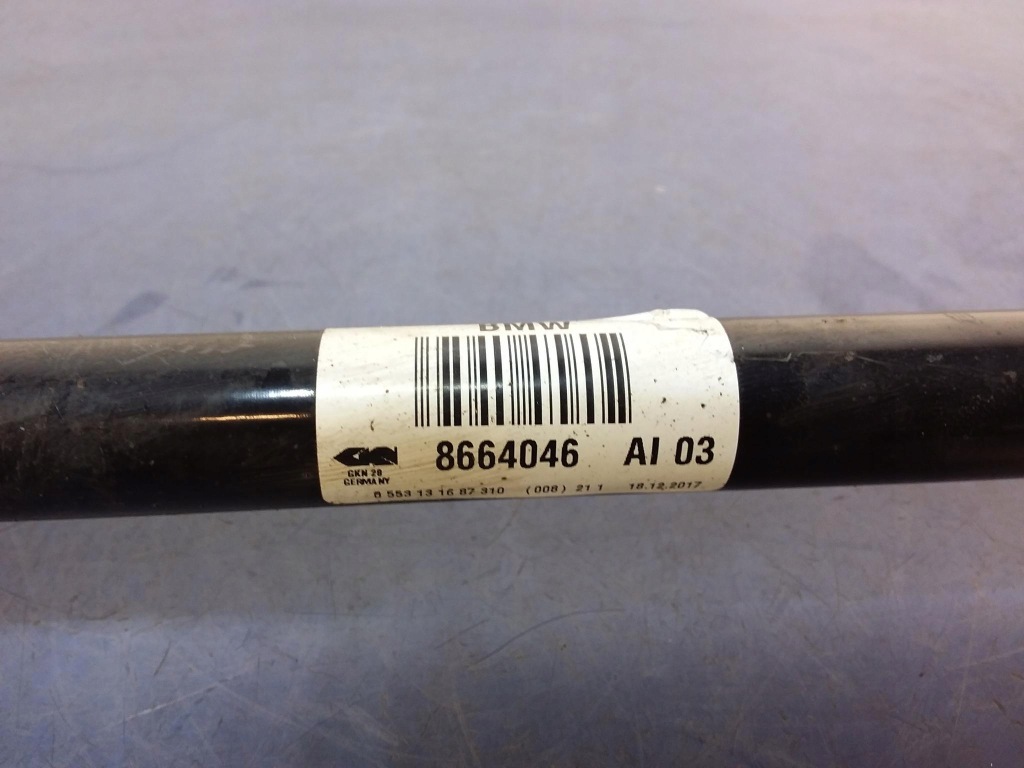 BMW
8664046 AI 03
GKN 20
GERMANY
8 553 13 16 87 310 (008) 21 1 18.12.2017